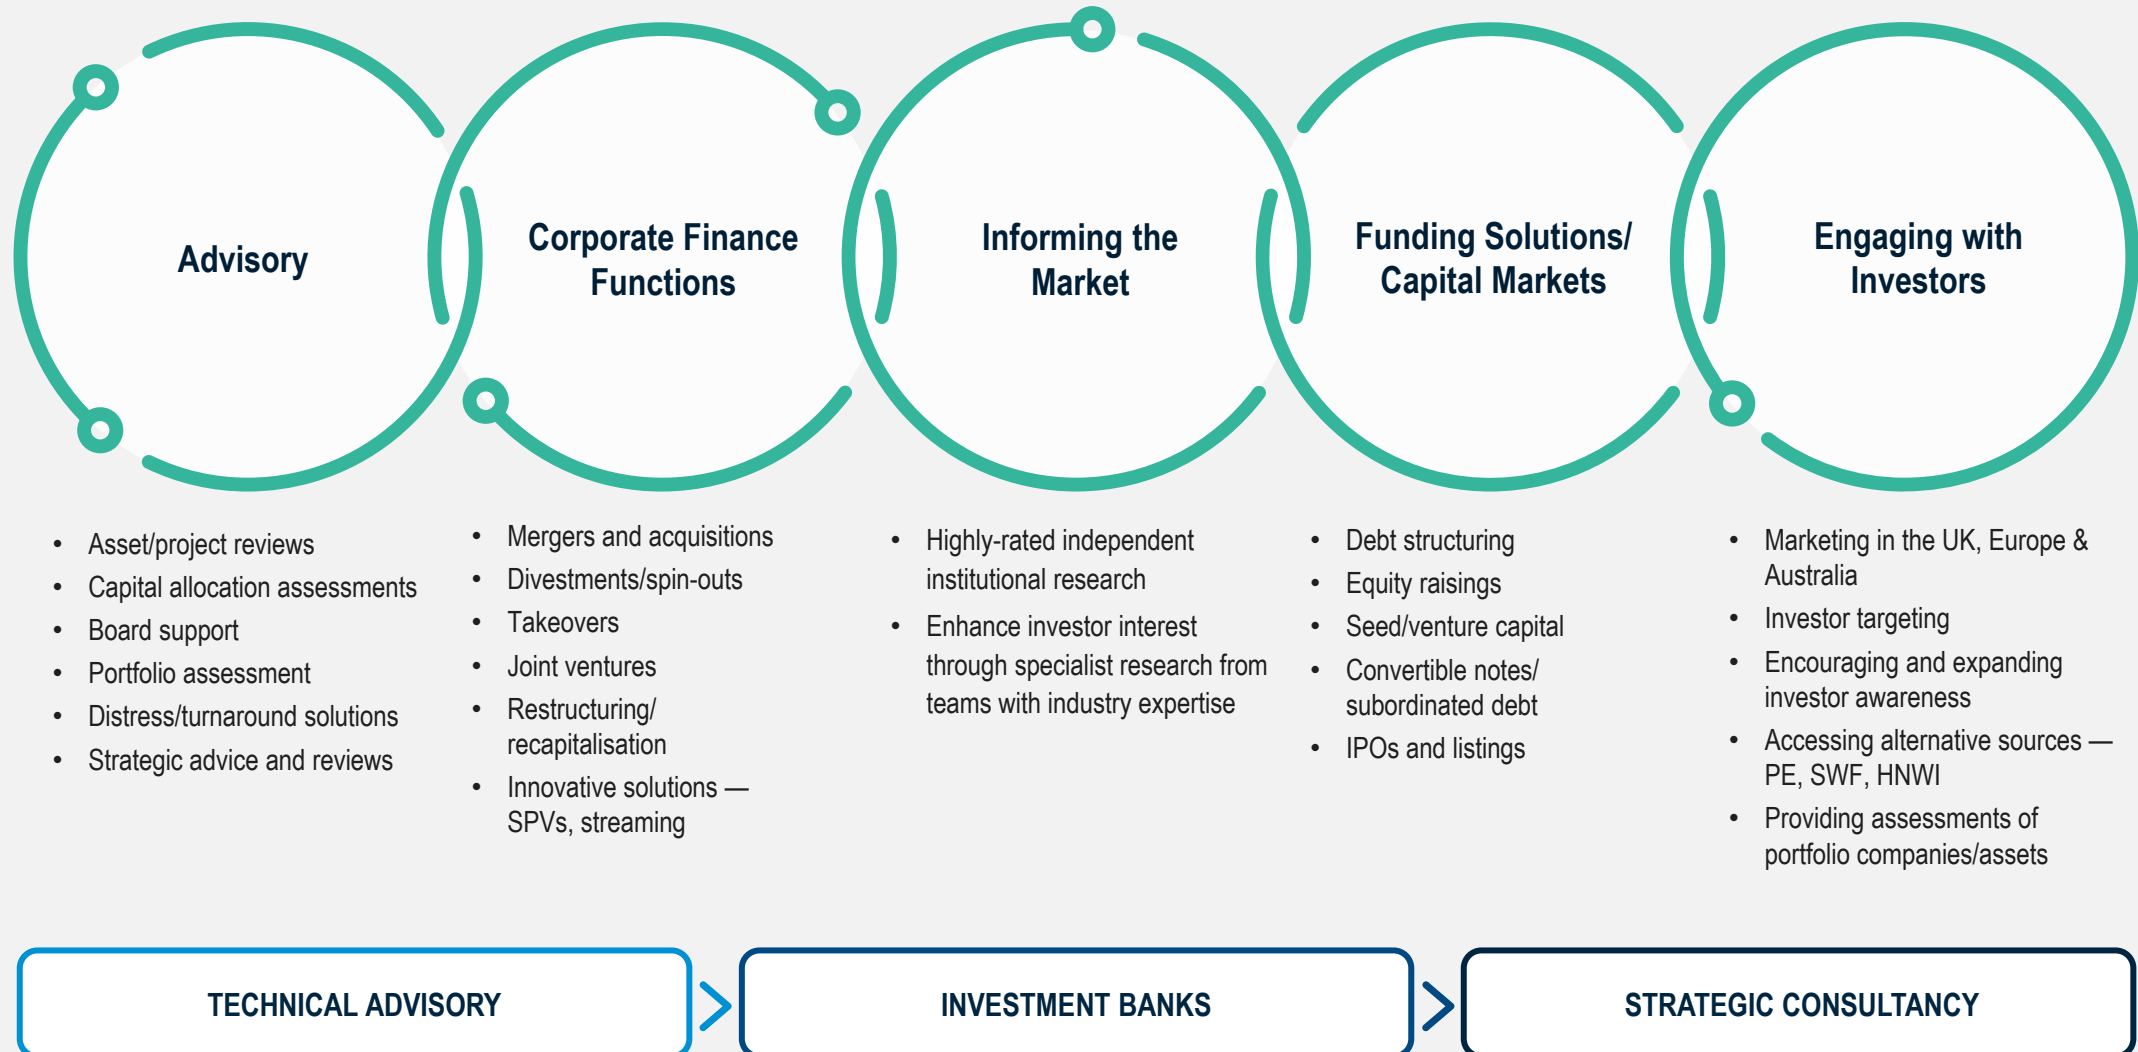 Advisory
Corporate Finance
Functions
Informing the
Market
Funding Solutions/
Capital Markets
Engaging with
Investors
• Asset/project reviews
• Capital allocation assessments
• Board support
• Portfolio assessment
• Distress/turnaround solutions
• Strategic advice and reviews
• Mergers and acquisitions
• Divestments/spin-outs
• Takeovers
• Joint ventures
• Restructuring/
recapitalisation
• Innovative solutions —
SPVs, streaming
• Highly-rated independent
institutional research
• Enhance investor interest
through specialist research from
teams with industry expertise
• Debt structuring
• Equity raisings
• Seed/venture capital
• Convertible notes/
subordinated debt
• IPOs and listings
• Marketing in the UK, Europe &
Australia
• Investor targeting
• Encouraging and expanding
investor awareness
• Accessing alternative sources —
PE, SWF, HNWI
• Providing assessments of
portfolio companies/assets
TECHNICAL ADVISORY
INVESTMENT BANKS
STRATEGIC CONSULTANCY